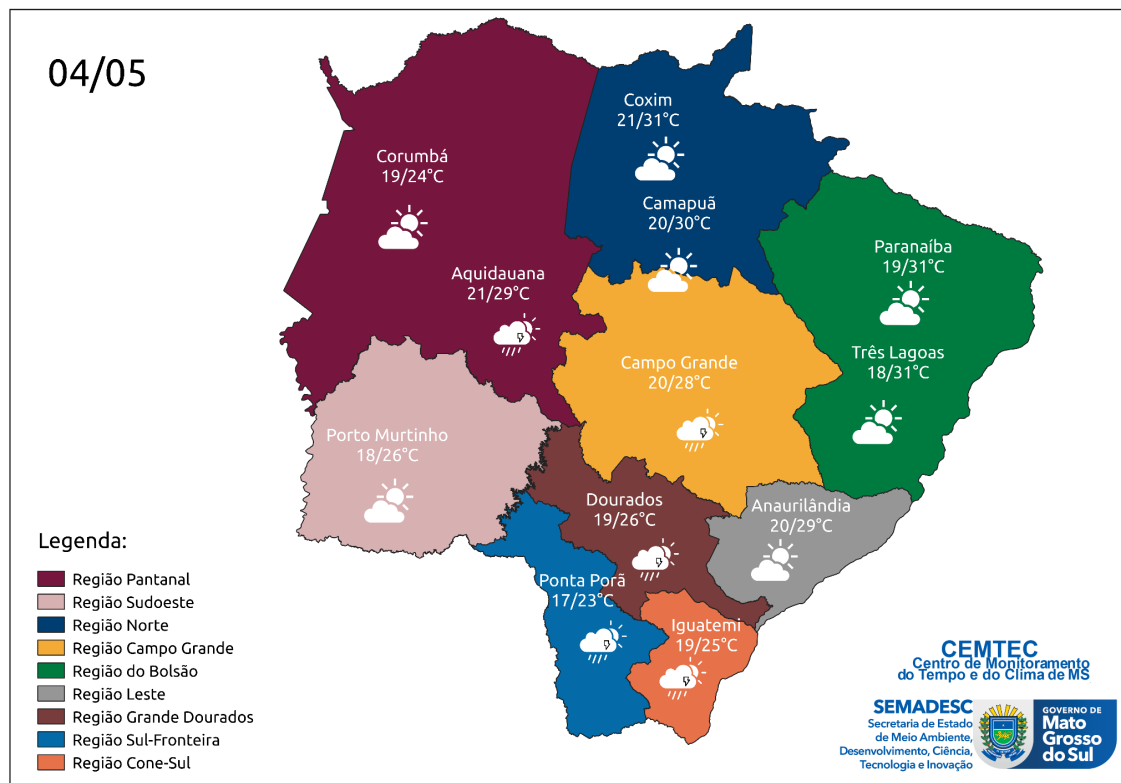 04/05
Coxim
21/31°C
Corumbá
19/24°C
Camapuã
20/30°C
Paranaíba
19/31°C
Aquidauana
21/29°C
Três Lagoas
18/31°C
Campo Grande
20/28°C
Porto Murtinho
18/26°C
Dourados
19/26°C
Anaurilândia
20/29°C
Ponta Porã
17/23°C
Iguatemi
19/25°C
Legenda:
Região Pantanal
Região Sudoeste
Região Norte
Região Campo Grande
Região do Bolsão
Região Leste
Região Grande Dourados
Região Sul-Fronteira
Região Cone-Sul
CEMTEC
Centro de Monitoramento
do Tempo e do Clima de MS
SEMADESC
Secretaria de Estado
de Meio Ambiente,
Desenvolvimento, Ciência,
Tecnologia e Inovação
GOVERNO DE
Mato
Grosso
do Sul